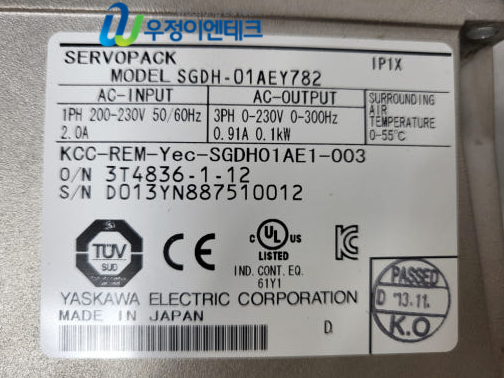 우정이엔테크
SERVOPACK
MODEL SGDH-01AEY782
IP1X
AC-INPUT
AC-OUTPUT
SURROUNDING
AIR
TEMPERATURE
0-55℃
1PH 200-230V 50/60Hz
2.0A
3PH 0-230V 0-300Hz
0.91A 0.1kW
KCC-REM-Yec-SGDH01AE1-003
O/N 3T4836-1-12
S/N D013YN887510012
TÜV
SUD
CE
c UL US
LISTED
IND. CONT. EQ.
61Y1
YASKAWA ELECTRIC CORPORATION
MADE IN JAPAN
D
PASSED
D '13.11.
K.O